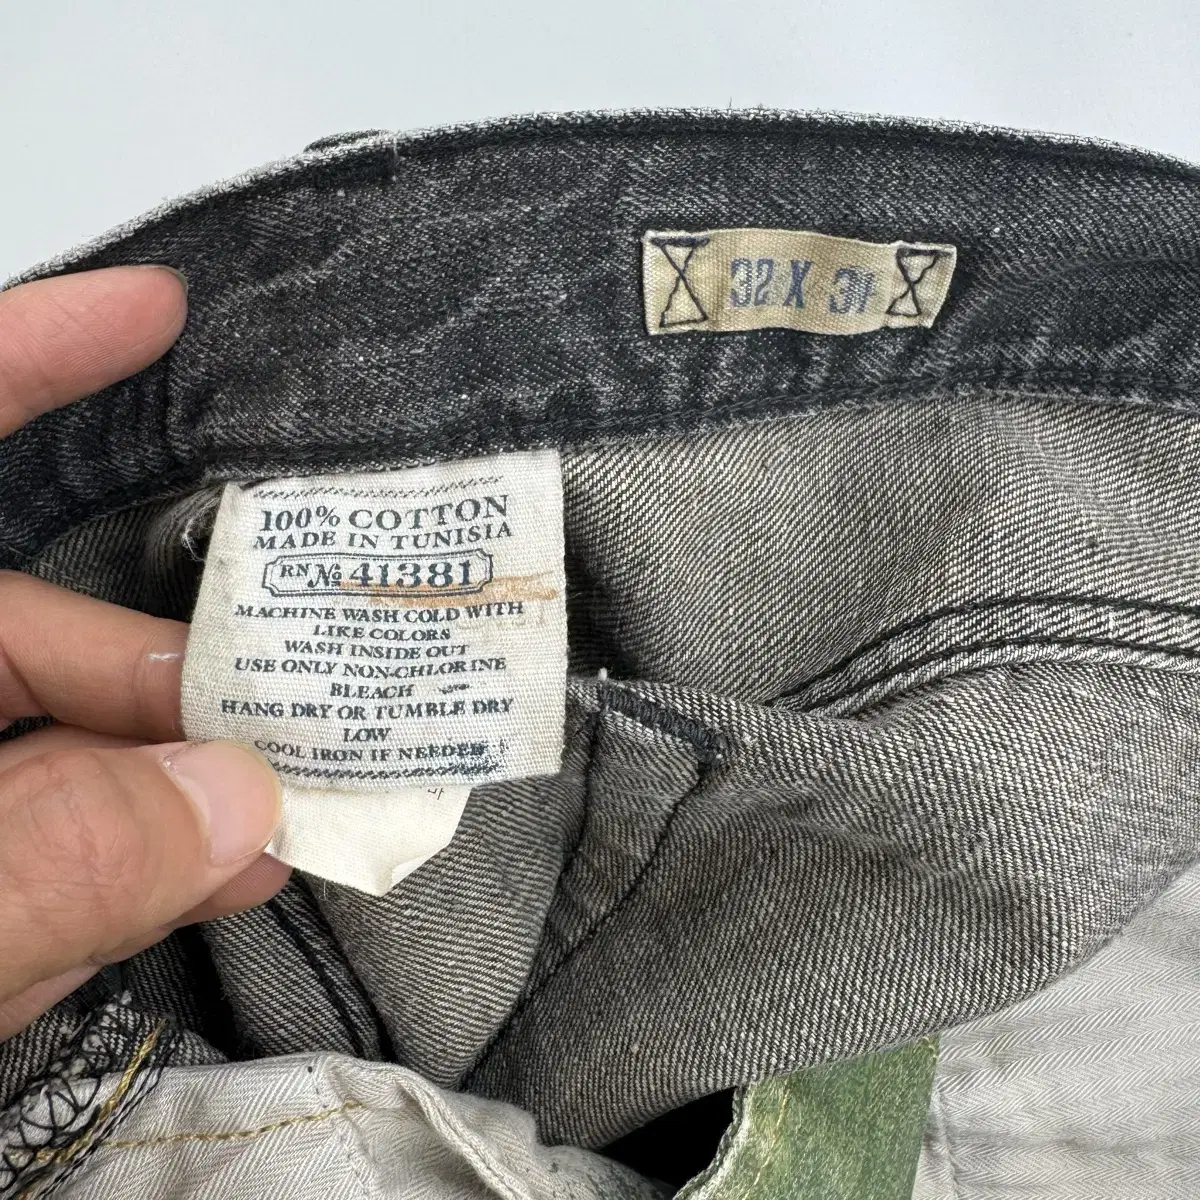 32 X 34
100% COTTON
MADE IN TUNISIA
RN № 41381
MACHINE WASH COLD WITH
LIKE COLORS
WASH INSIDE OUT
USE ONLY NON-CHLORINE
BLEACH
HANG DRY OR TUMBLE DRY
LOW
COOL IRON IF NEEDED